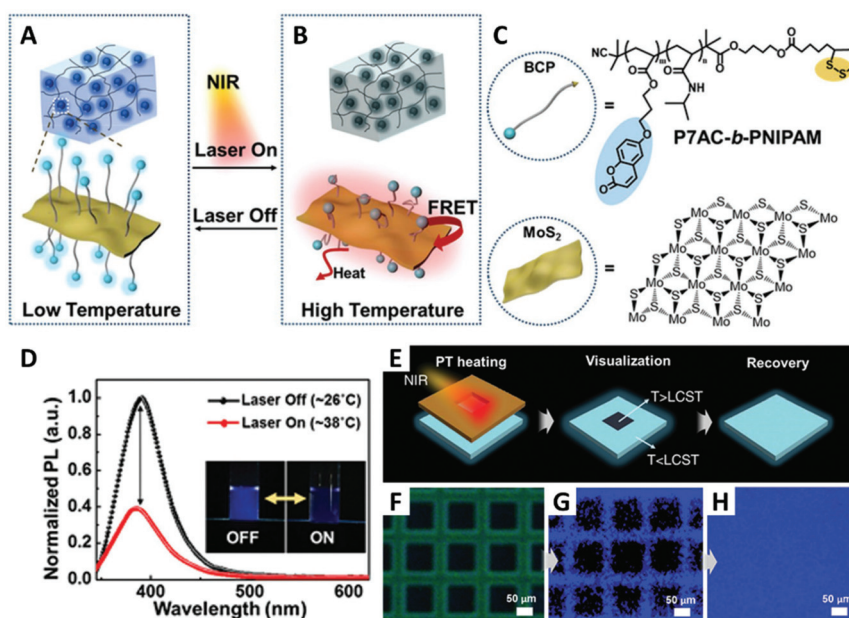 A
B
C
NIR
Laser On
Laser Off
FRET
Heat
Low Temperature
High Temperature
BCP
=
NC
m
n
O
O
O
NH
O
O
O
O
O
S
S
O
O
O
P7AC-b-PNIPAM
MoS2
=
S
Mo
S
Mo
S
Mo
S
Mo
D
Normalized PL (a.u.)
1.0
0.8
0.6
0.4
0.2
0.0
Laser Off (~26°C)
Laser On (~38°C)
OFF
ON
400
500
600
Wavelength (nm)
E
PT heating
Visualization
Recovery
NIR
T>LCST
T<LCST
F
G
H
50 µm
50 µm
50 µm